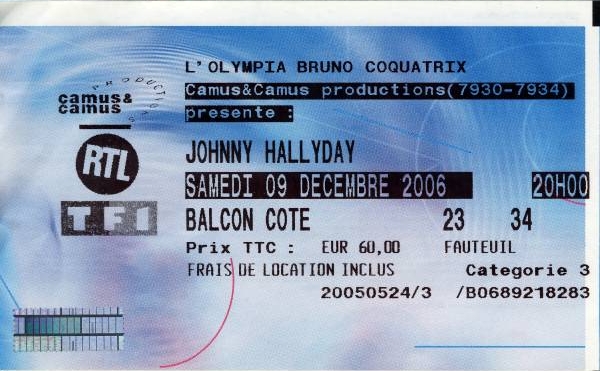 L'OLYMPIA BRUNO COQUATRIX
Camus&Camus productions(7930-7934)
presente :
camus&
camus
PRODUCTIONS
RTL
TF1
JOHNNY HALLYDAY
SAMEDI 09 DECEMBRE 2006 20H00
BALCON COTE 23 34
Prix TTC : EUR 60,00 FAUTEUIL
FRAIS DE LOCATION INCLUS Categorie 3
20050524/3 /B0689218283